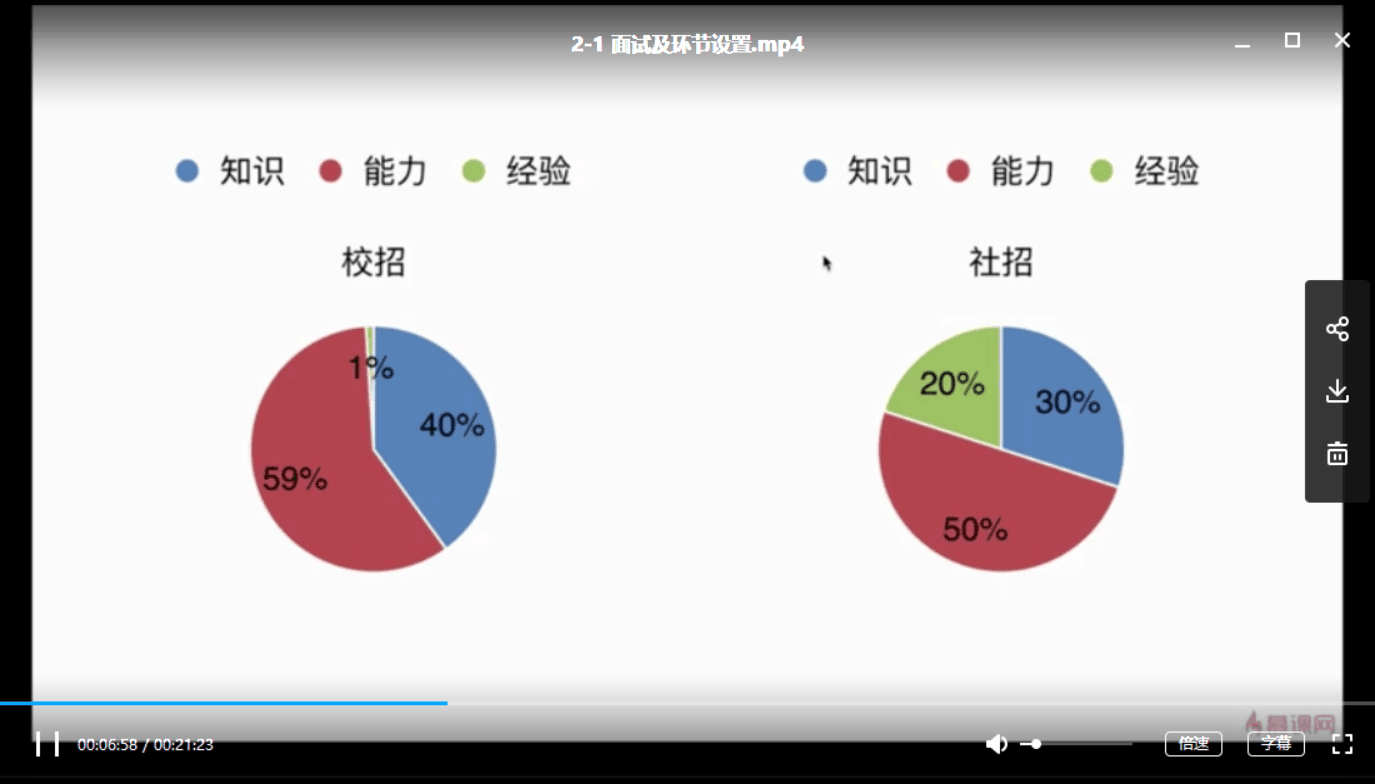 2-1 面试及环节设置.mp4
知识 能力 经验
知识 能力 经验
校招
社招
1%
40%
59%
20%
30%
50%
慕课网
00:06:58 / 00:21:23
倍速
字幕